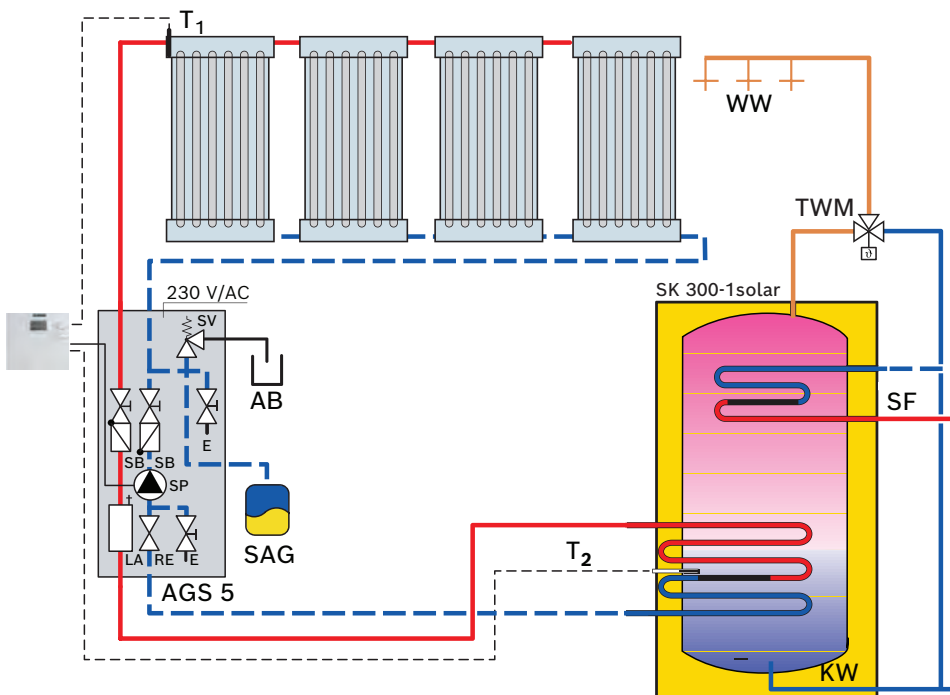 T1
WW
TWM
SK 300-1solar
230 V/AC
SV
AB
SF
E
SB SB
SP
SAG
LA RE E
T2
AGS 5
KW